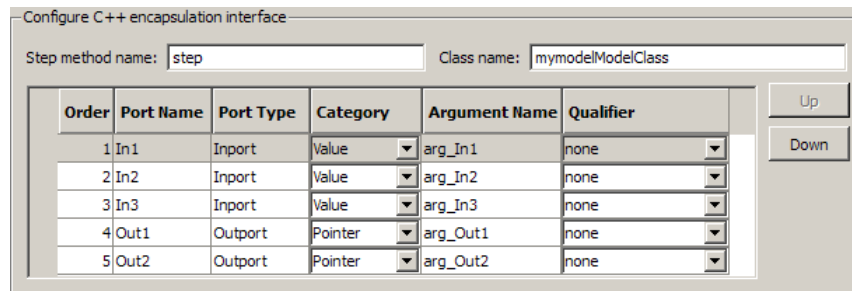 Configure C++ encapsulation interface
Step method name: step Class name: mymodelModelClass
Order Port Name Port Type Category Argument Name Qualifier Up
1 In1 Inport Value arg_In1 none Down
2 In2 Inport Value arg_In2 none
3 In3 Inport Value arg_In3 none
4 Out1 Outport Pointer arg_Out1 none
5 Out2 Outport Pointer arg_Out2 none